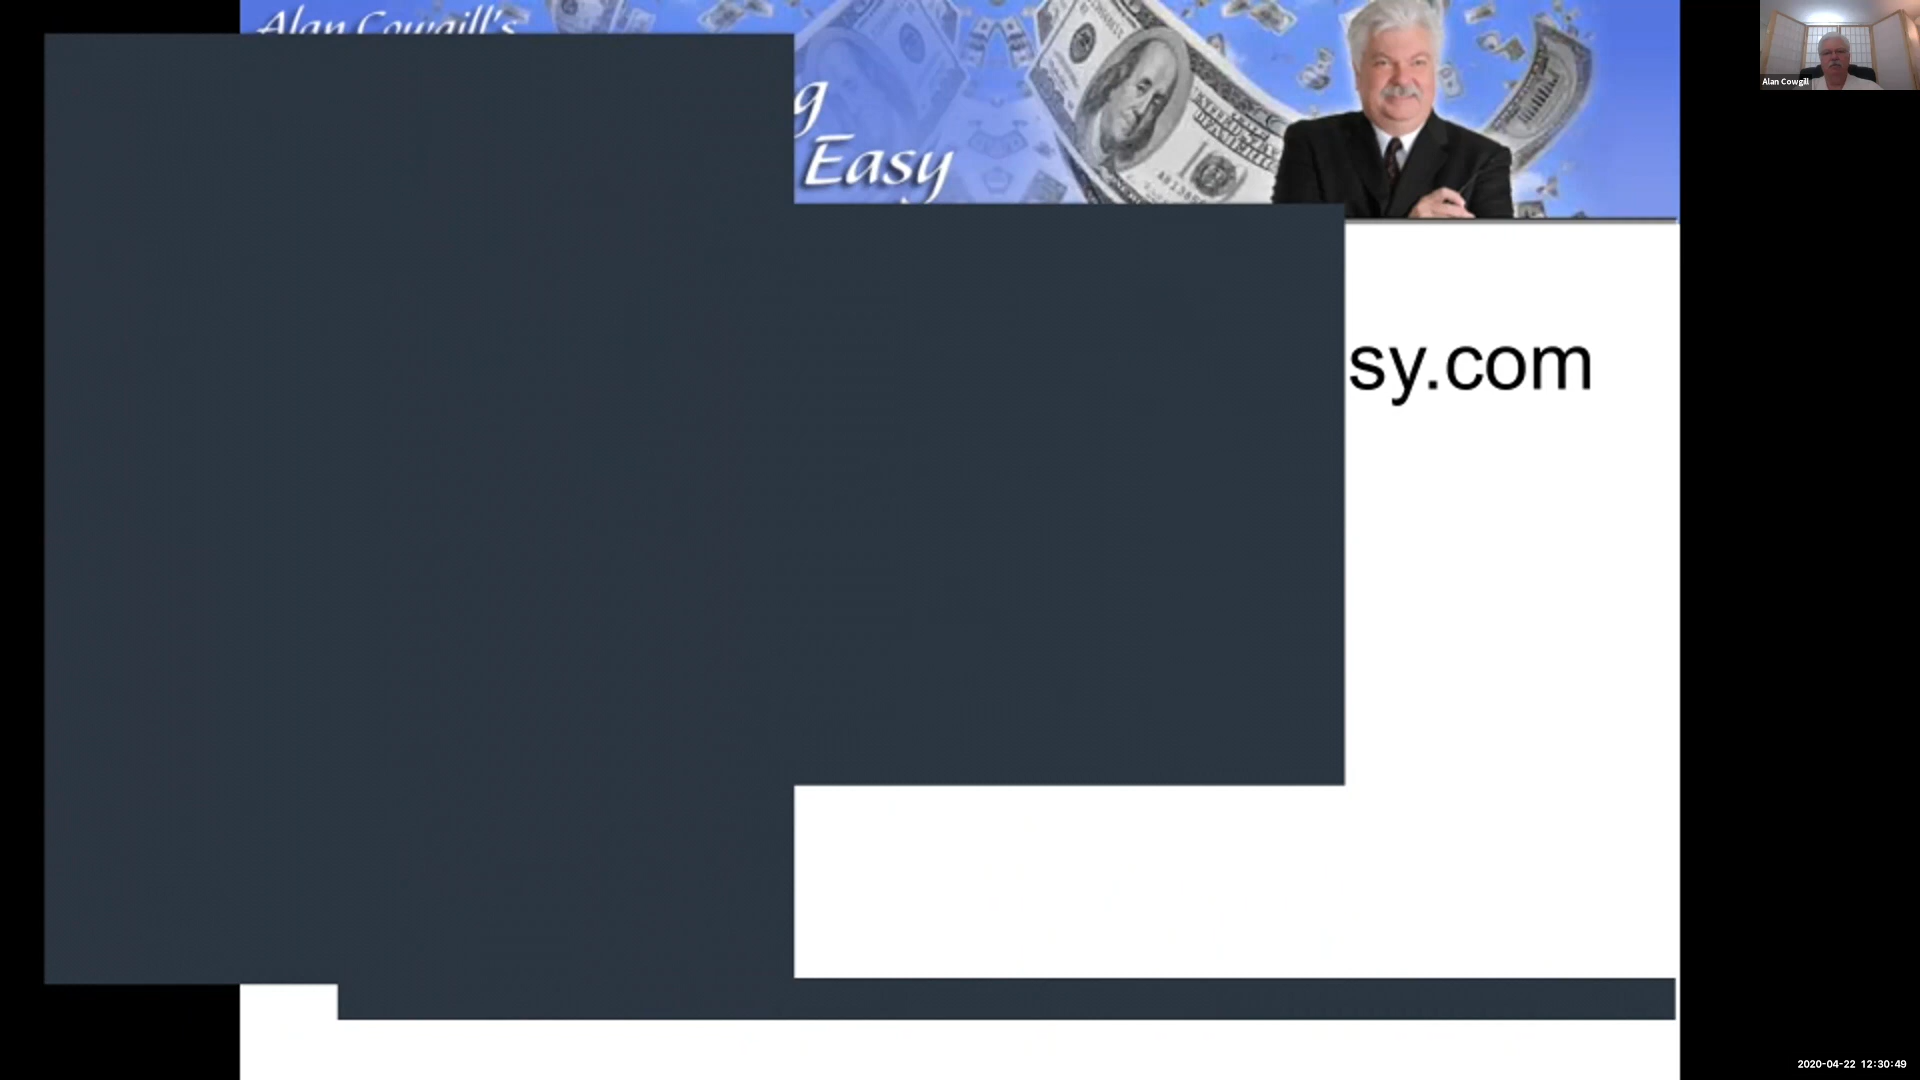 Alan Cowgill's
g
Easy
sy.com
Alan Cowgill
2020-04-22 12:30:49